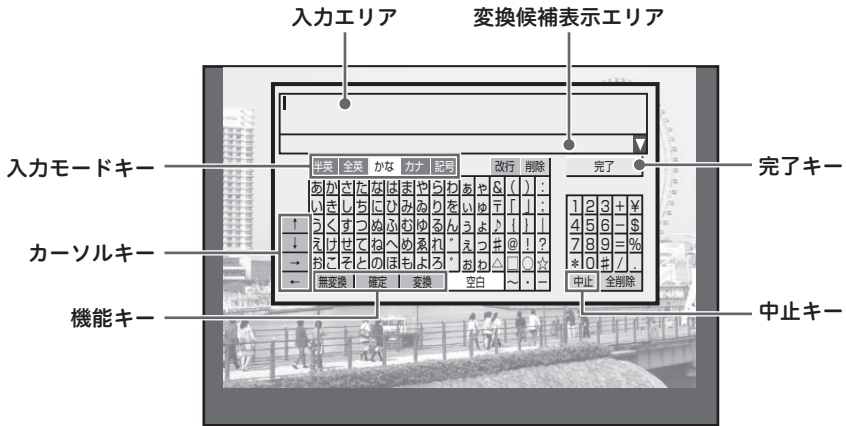 入力エリア
変換候補表示エリア
入力モードキー
半英 全英 かな カナ 記号 改行 削除 完了
完了キー
あかさたなはまやらわぁゃ&():
いきしちにひみゐりをぃゅ〒「」; 123+¥
↑ うくすつぬふむゆるんぅょ♪{}| 456-$
カーソルキー
↓ えけせてねへめゑれ゛ぇっ♯@!? 789=%
→ おこそとのほもよろ゜ぉゎ△□○☆ *0♯/.
← 無変換 確定 変換 空白 ~・ー 中止 全削除
機能キー
中止キー